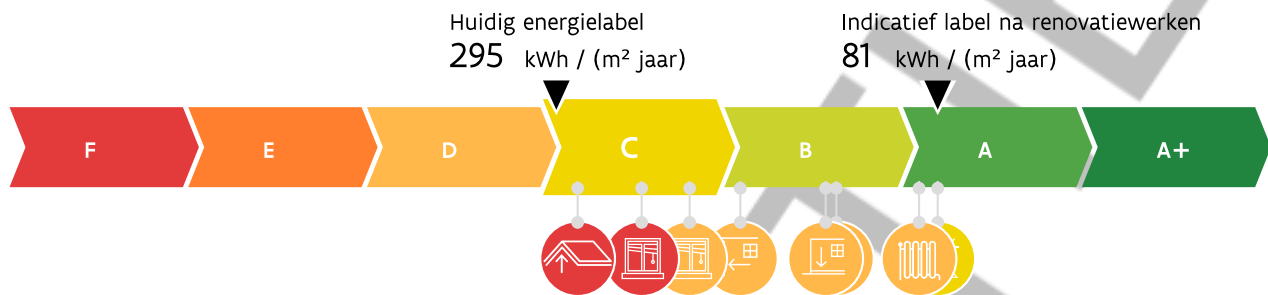 Huidig energielabel
295 kWh / (m² jaar)
Indicatief label na renovatiewerken
81 kWh / (m² jaar)
F E D C B A A+